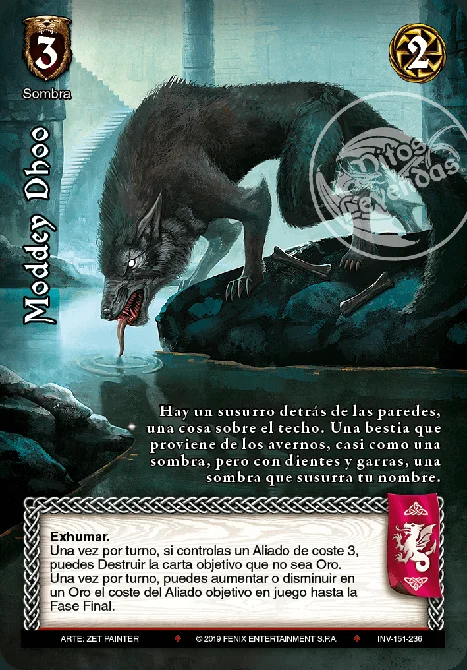 3
2
Sombra
Moddey Dhoo
Mitos
Leyendas
Hay un susurro detrás de las paredes,
una cosa sobre el techo. Una bestia que
proviene de los avernos, casi como una
sombra, pero con dientes y garras, una
sombra que susurra tu nombre.
Exhumar.
Una vez por turno, si controlas un Aliado de coste 3,
puedes Destruir la carta objetivo que no sea Oro.
Una vez por turno, puedes aumentar o disminuir en
un Oro el coste del Aliado objetivo en juego hasta la
Fase Final.
ARTE: ZET PAINTER
© 2019 FENIX ENTERTAINMENT S.P.A.
INV-151-236